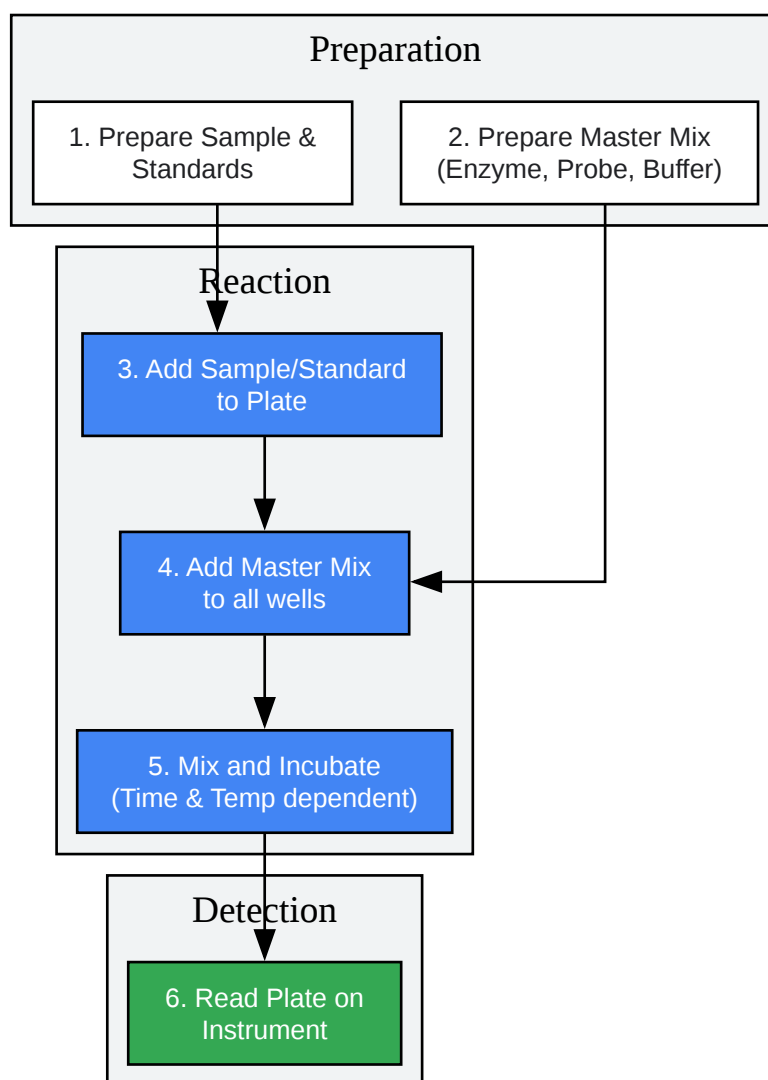 Preparation
1. Prepare Sample &
Standards
2. Prepare Master Mix
(Enzyme, Probe, Buffer)
Reaction
3. Add Sample/Standard
to Plate
4. Add Master Mix
to all wells
5. Mix and Incubate
(Time & Temp dependent)
Detection
6. Read Plate on
Instrument